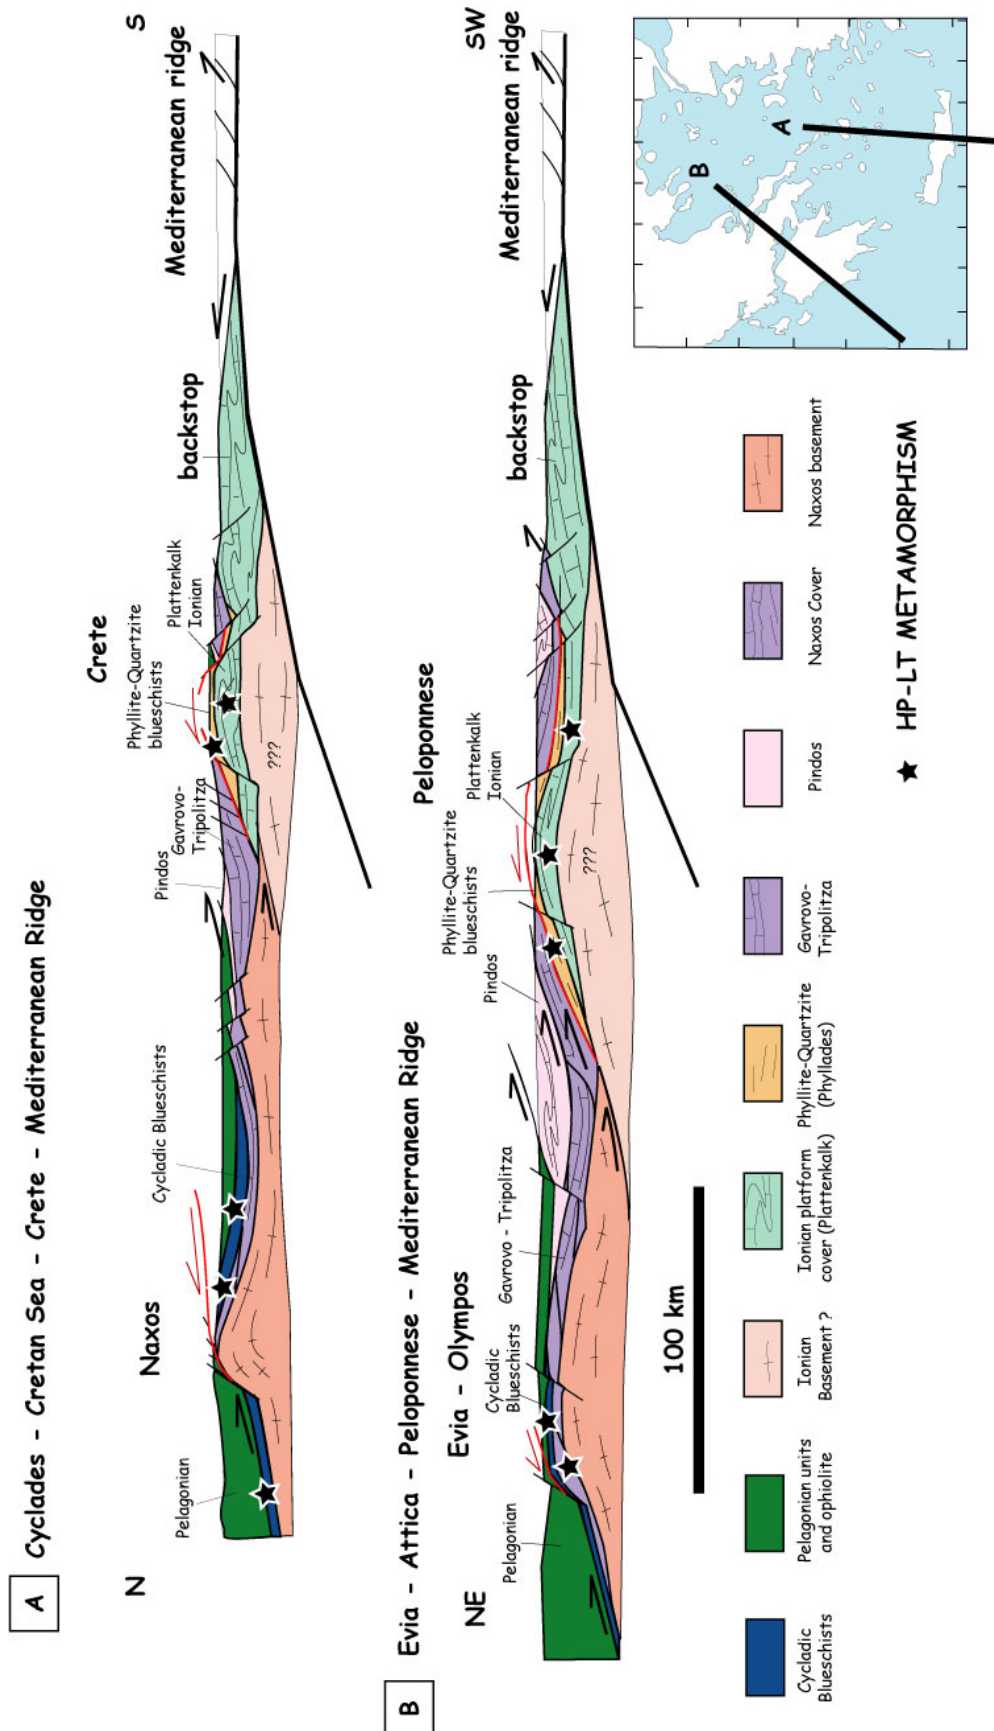 A
Cyclades - Cretan Sea - Crete - Mediterranean Ridge
N
Naxos
Crete
backstop
Mediterranean ridge
S
Pelagonian
Cycladic Blueschists
Pindos
Gavrovo-
Tripolitza
Phyllite-Quartzite
blueschists
Plattenkalk
Ionian
???
B
Evia - Attica - Peloponnese - Mediterranean Ridge
NE
Evia - Olympos
Peloponnese
backstop
Mediterranean ridge
SW
Pelagonian
Cycladic
Blueschists
Gavrovo - Tripolitza
Pindos
Phyllite-Quartzite
blueschists
Plattenkalk
Ionian
???
100 km
Cycladic
Blueschists
Pelagonian units
and ophiolite
Ionian
Basement ?
Ionian platform
cover (Plattenkalk)
Phyllite-Quartzite
(Phyllades)
Gavrovo-
Tripolitza
Pindos
Naxos Cover
Naxos basement
HP-LT METAMORPHISM
B
A